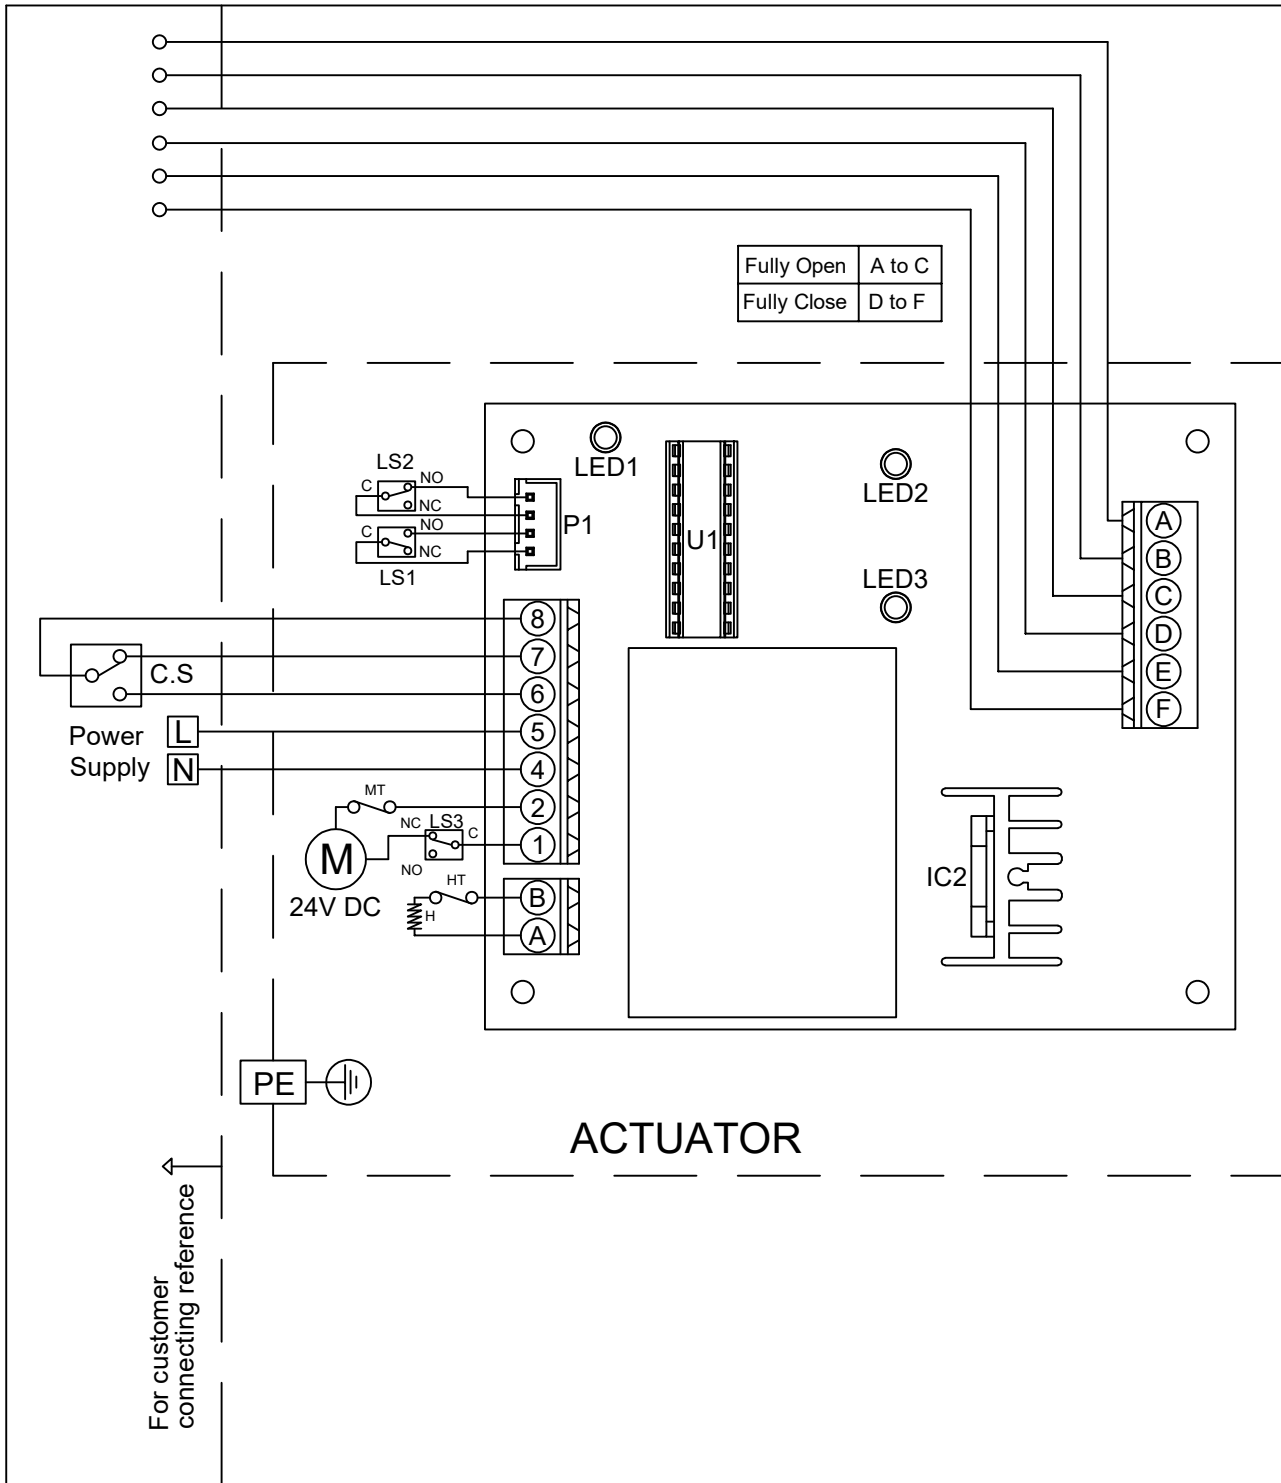 Fully Open A to C
Fully Close D to F
LED1
LED2
LED3
LS2
C
NO
NC
C
NO
NC
LS1
P1
U1
A
B
C
D
E
F
8
7
6
5
4
2
1
B
A
C.S
Power
Supply
L
N
MT
NC
LS3
C
NO
M
24V DC
HT
H
IC2
PE
ACTUATOR
For customer
connecting reference